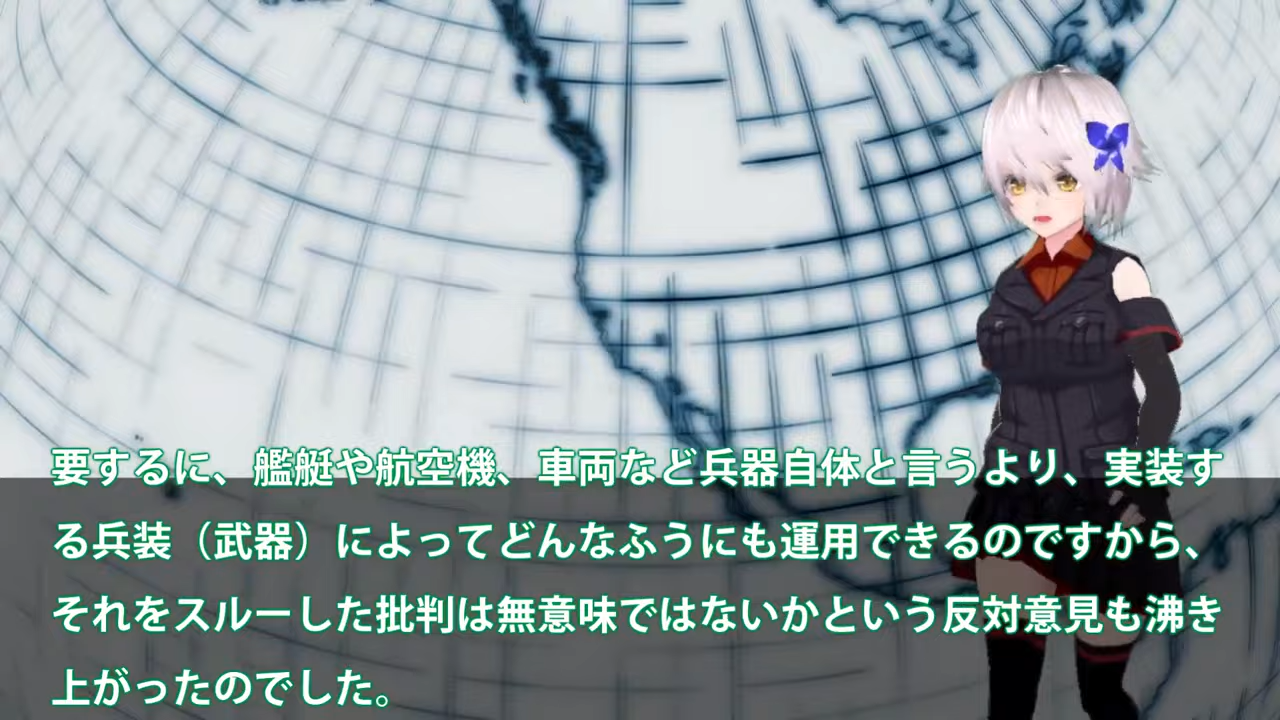 要するに、艦艇や航空機、車両など兵器自体と言うより、実装す
る兵装（武器）によってどんなふうにも運用できるのですから、
それをスルーした批判は無意味ではないかという反対意見も沸き
上がったのでした。